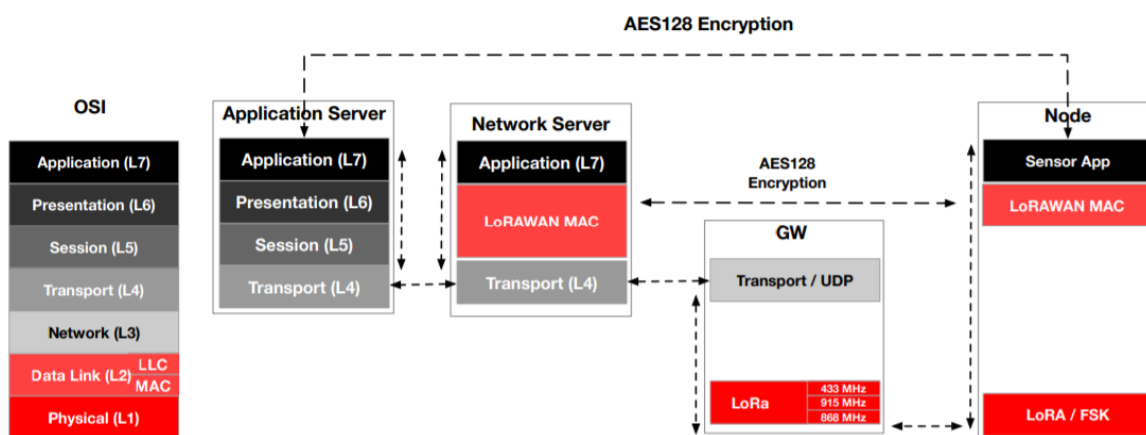 AES128 Encryption
OSI
Application (L7)
Presentation (L6)
Session (L5)
Transport (L4)
Network (L3)
Data Link (L2)
LLC
MAC
Physical (L1)
Application Server
Application (L7)
Presentation (L6)
Session (L5)
Transport (L4)
Network Server
Application (L7)
LoRAWAN MAC
Transport (L4)
AES128
Encryption
GW
Transport / UDP
LoRa
433 MHz
915 MHz
868 MHz
Node
Sensor App
LoRAWAN MAC
LoRA / FSK